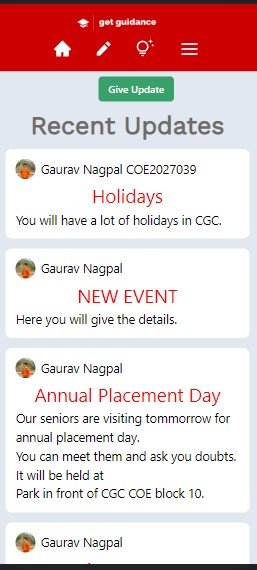 get guidance
Give Update
Recent Updates
Gaurav Nagpal COE2027039
Holidays
You will have a lot of holidays in CGC.
Gaurav Nagpal
NEW EVENT
Here you will give the details.
Gaurav Nagpal
Annual Placement Day
Our seniors are visiting tommorrow for
annual placement day.
You can meet them and ask you doubts.
It will be held at
Park in front of CGC COE block 10.
Gaurav Nagpal